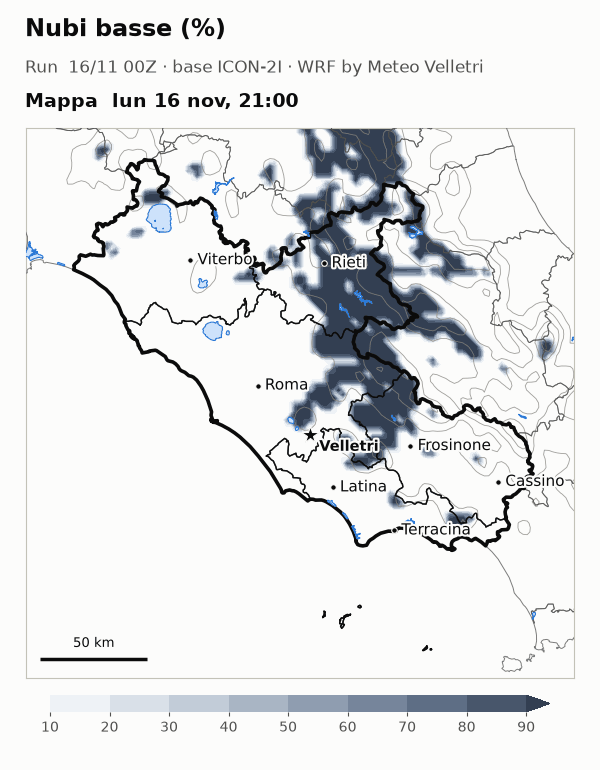 Nubi basse (%)
Run  16/11 00Z · base ICON-2I · WRF by Meteo Velletri
Mappa  lun 16 nov, 21:00
Viterbo
Rieti
Roma
Velletri
Frosinone
Latina
Cassino
Terracina
50 km
10 20 30 40 50 60 70 80 90